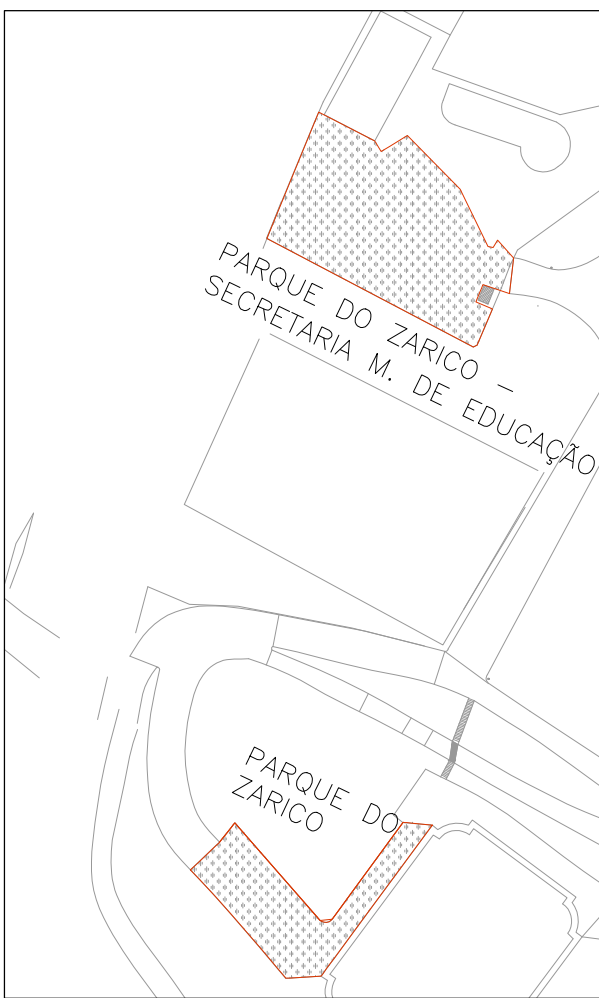 PARQUE DO ZARICO –
SECRETARIA M. DE EDUCAÇÃO
PARQUE DO
ZARICO